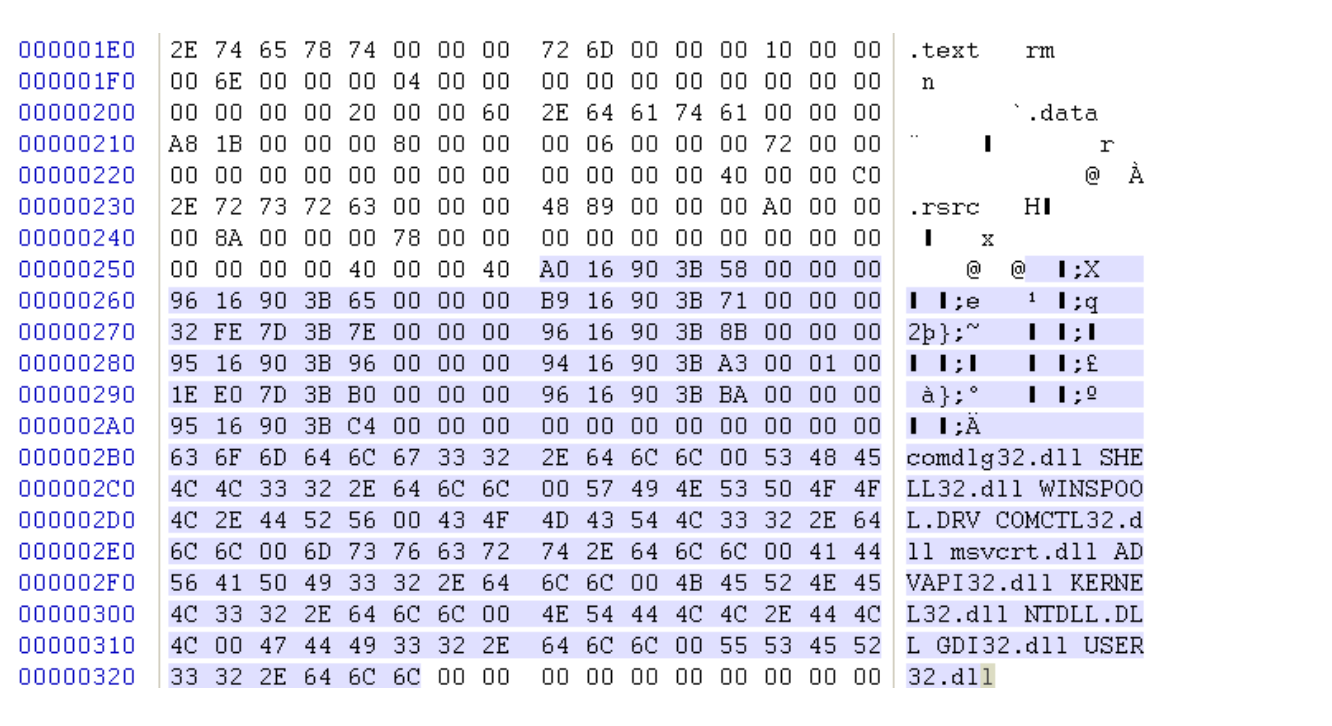 000001E0 2E 74 65 78 74 00 00 00 72 6D 00 00 00 10 00 00 .text rm
000001F0 00 6E 00 00 00 04 00 00 00 00 00 00 00 00 00 00 n
00000200 00 00 00 00 20 00 00 60 2E 64 61 74 61 00 00 00 `.data
00000210 A8 1B 00 00 00 80 00 00 00 06 00 00 00 72 00 00 ¨ ▌ r
00000220 00 00 00 00 00 00 00 00 00 00 00 00 40 00 00 C0 @ À
00000230 2E 72 73 72 63 00 00 00 48 89 00 00 00 A0 00 00 .rsrc H▌
00000240 00 8A 00 00 00 78 00 00 00 00 00 00 00 00 00 00 ▌ x
00000250 00 00 00 00 40 00 00 40 A0 16 90 3B 58 00 00 00 @ @ ▌;X
00000260 96 16 90 3B 65 00 00 00 B9 16 90 3B 71 00 00 00 ▌ ▌;e ¹ ▌;q
00000270 32 FE 7D 3B 7E 00 00 00 96 16 90 3B 8B 00 00 00 2þ};~ ▌ ▌;▌
00000280 95 16 90 3B 96 00 00 00 94 16 90 3B A3 00 01 00 ▌ ▌;▌ ▌ ▌;£
00000290 1E E0 7D 3B B0 00 00 00 96 16 90 3B BA 00 00 00 à};° ▌ ▌;º
000002A0 95 16 90 3B C4 00 00 00 00 00 00 00 00 00 00 00 ▌ ▌;Ä
000002B0 63 6F 6D 64 6C 67 33 32 2E 64 6C 6C 00 53 48 45 comdlg32.dll SHE
000002C0 4C 4C 33 32 2E 64 6C 6C 00 57 49 4E 53 50 4F 4F LL32.dll WINSPOO
000002D0 4C 2E 44 52 56 00 43 4F 4D 43 54 4C 33 32 2E 64 L.DRV COMCTL32.d
000002E0 6C 6C 00 6D 73 76 63 72 74 2E 64 6C 6C 00 41 44 ll msvcrt.dll AD
000002F0 56 41 50 49 33 32 2E 64 6C 6C 00 4B 45 52 4E 45 VAPI32.dll KERNE
00000300 4C 33 32 2E 64 6C 6C 00 4E 54 44 4C 4C 2E 44 4C L32.dll NTDLL.DL
00000310 4C 00 47 44 49 33 32 2E 64 6C 6C 00 55 53 45 52 L GDI32.dll USER
00000320 33 32 2E 64 6C 6C 00 00 00 00 00 00 00 00 00 00 32.dll